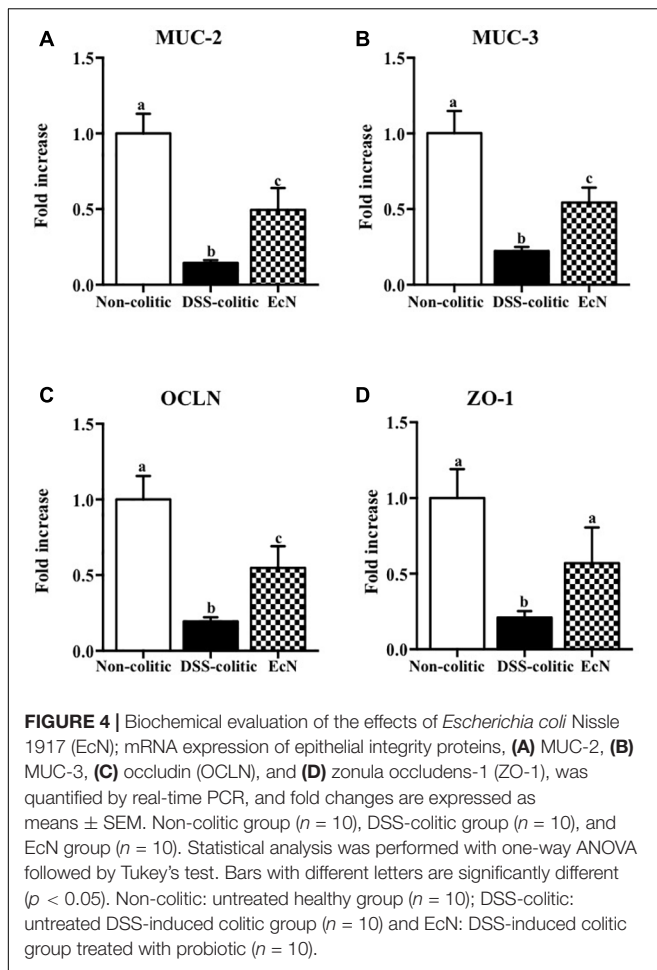 A
MUC-2
a
b
c
Fold increase
1.5
1.0
0.5
0.0
Non-colitic DSS-colitic EcN
B
MUC-3
a
b
c
Fold increase
1.5
1.0
0.5
0.0
Non-colitic DSS-colitic EcN
C
OCLN
a
b
c
Fold increase
1.5
1.0
0.5
0.0
Non-colitic DSS-colitic EcN
D
ZO-1
a
b
a
Fold increase
1.5
1.0
0.5
0.0
Non-colitic DSS-colitic EcN
FIGURE 4 | Biochemical evaluation of the effects of Escherichia coli Nissle
1917 (EcN); mRNA expression of epithelial integrity proteins, (A) MUC-2, (B)
MUC-3, (C) occludin (OCLN), and (D) zonula occludens-1 (ZO-1), was
quantified by real-time PCR, and fold changes are expressed as
means ± SEM. Non-colitic group (n = 10), DSS-colitic group (n = 10), and
EcN group (n = 10). Statistical analysis was performed with one-way ANOVA
followed by Tukey's test. Bars with different letters are significantly different
(p < 0.05). Non-colitic: untreated healthy group (n = 10); DSS-colitic:
untreated DSS-induced colitic group (n = 10) and EcN: DSS-induced colitic
group treated with probiotic (n = 10).